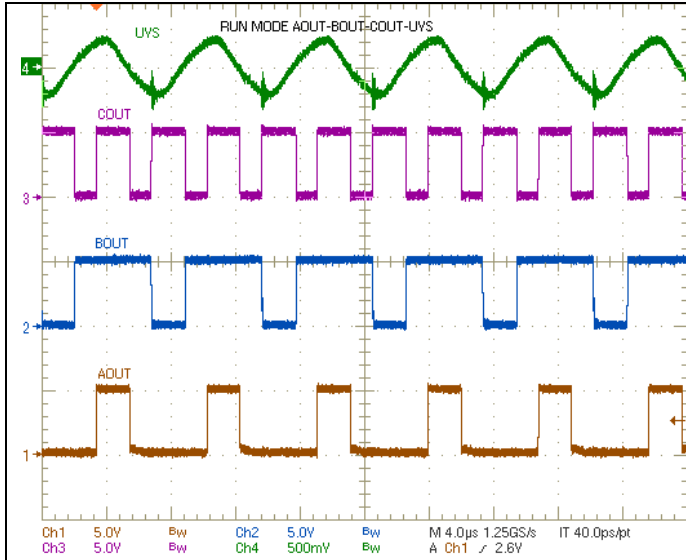 RUN MODE AOUT-BOUT-COUT-UVS
UVS
4
COUT
3
BOUT
2
AOUT
1
Ch1 5.0V Bw Ch2 5.0V Bw M 4.0µs 1.25GS/s IT 40.0ps/pt
Ch3 5.0V Bw Ch4 500mV Bw A Ch1 ⁄ 2.6V